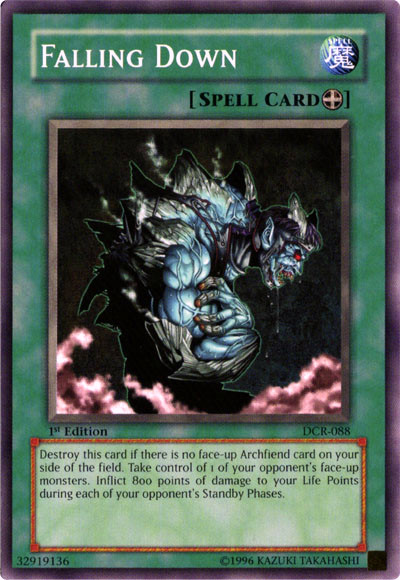 FALLING DOWN
SPELL
魔
[SPELL CARD]
1st Edition
DCR-088
Destroy this card if there is no face-up Archfiend card on your
side of the field. Take control of 1 of your opponent's face-up
monsters. Inflict 800 points of damage to your Life Points
during each of your opponent's Standby Phases.
32919136
©1996 KAZUKI TAKAHASHI